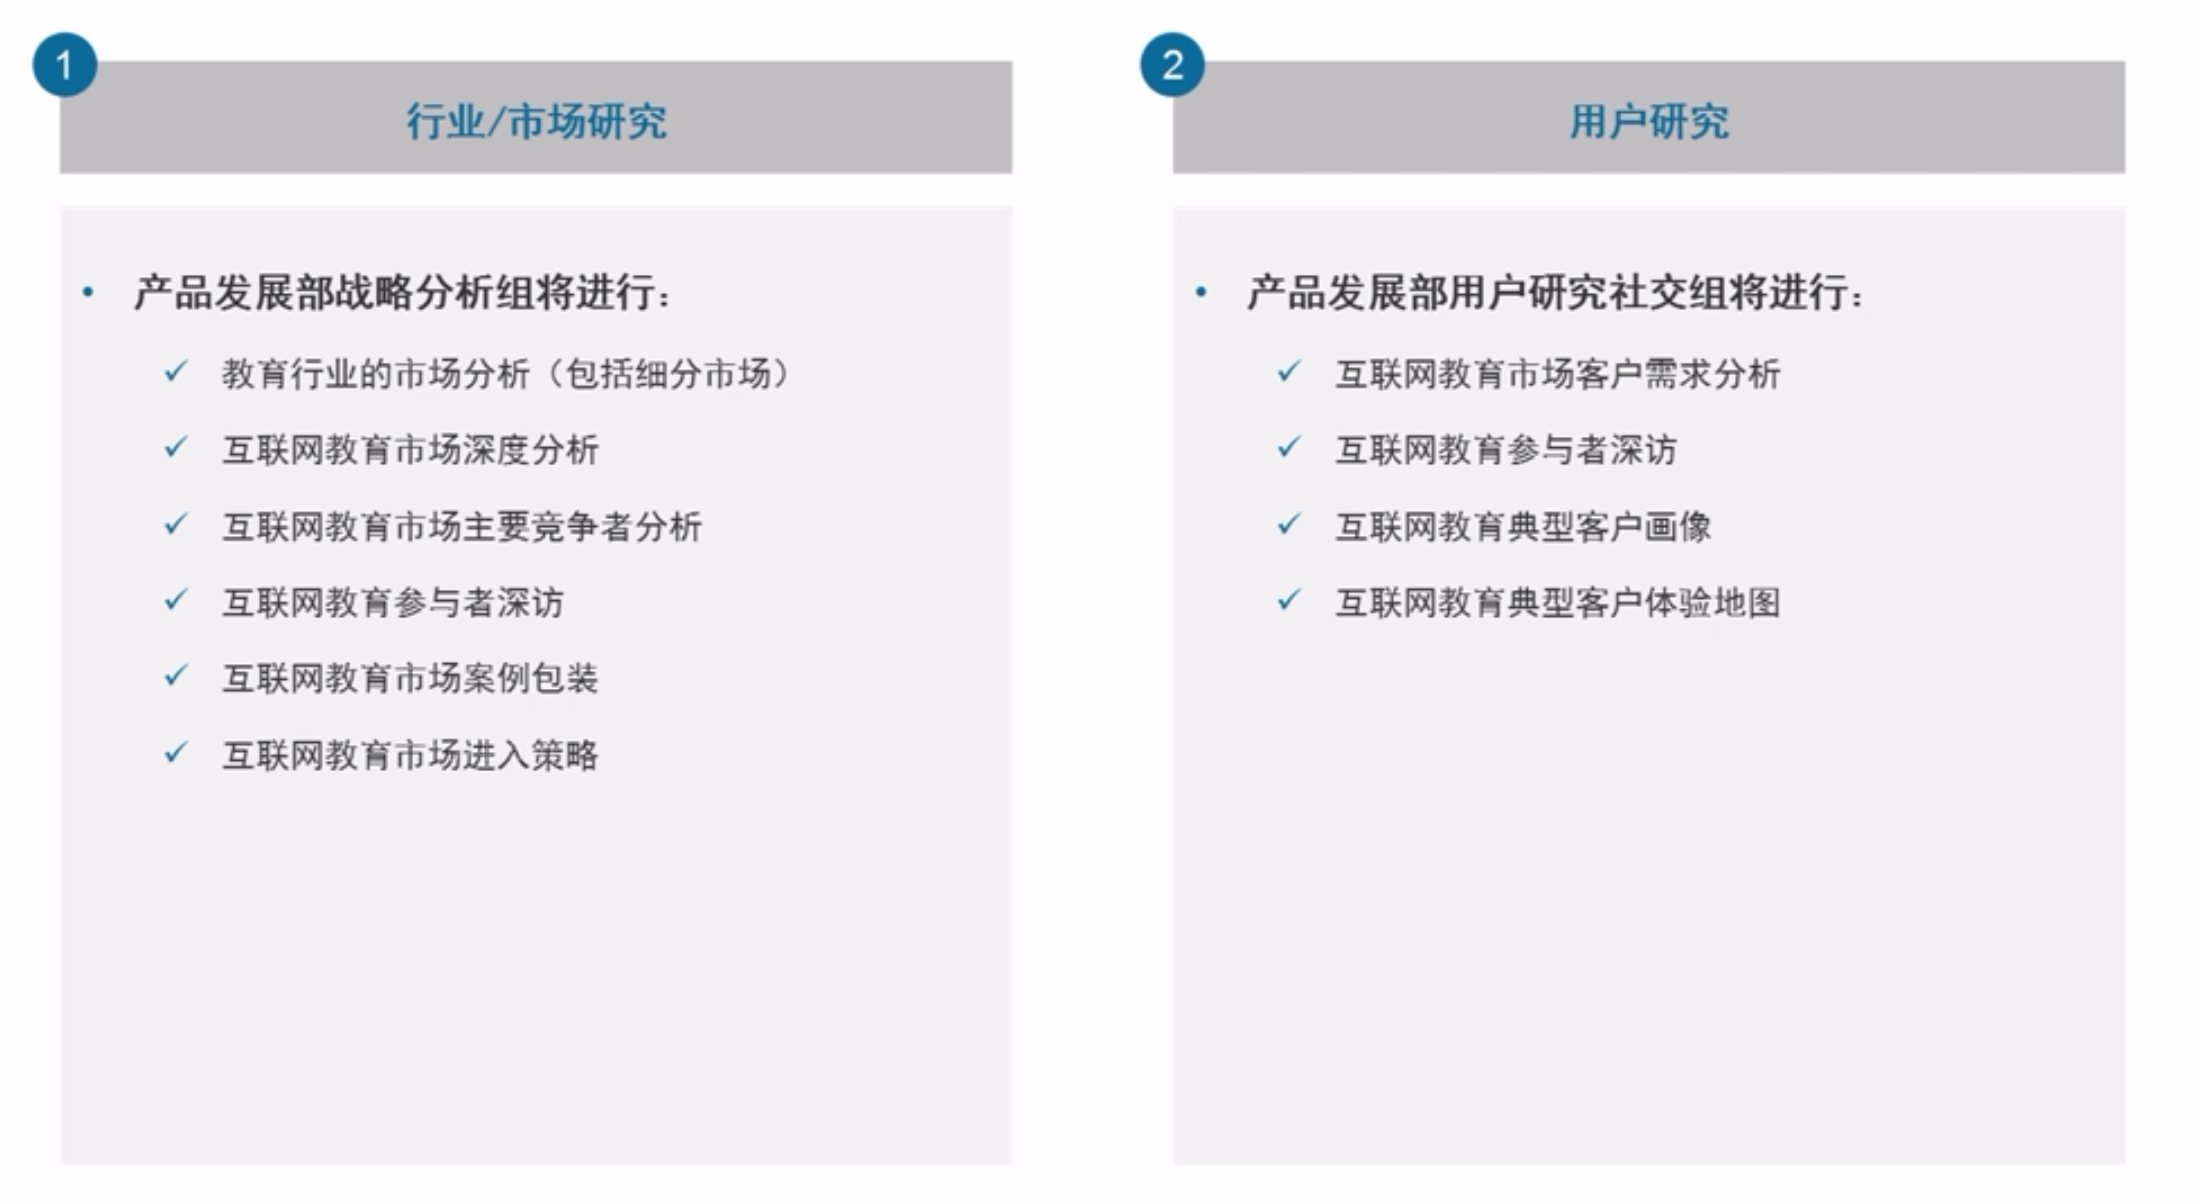 1
行业/市场研究
• 产品发展部战略分析组将进行：
✓ 教育行业的市场分析（包括细分市场）
✓ 互联网教育市场深度分析
✓ 互联网教育市场主要竞争者分析
✓ 互联网教育参与者深访
✓ 互联网教育市场案例包装
✓ 互联网教育市场进入策略
2
用户研究
• 产品发展部用户研究社交组将进行：
✓ 互联网教育市场客户需求分析
✓ 互联网教育参与者深访
✓ 互联网教育典型客户画像
✓ 互联网教育典型客户体验地图